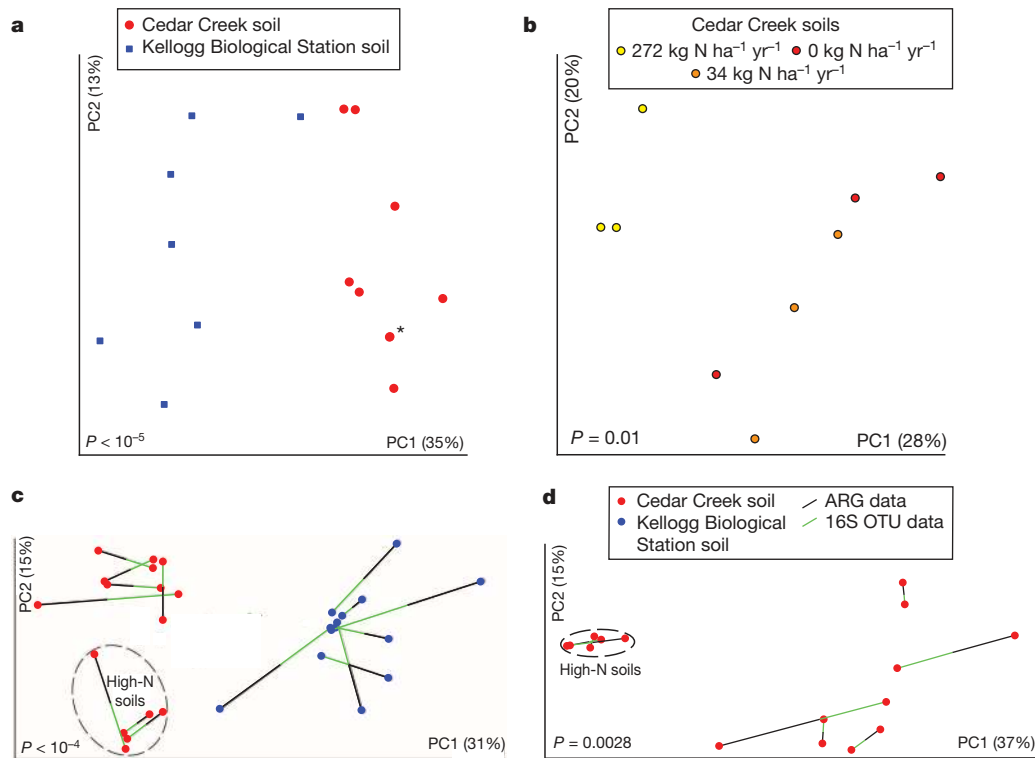 a
Cedar Creek soil
Kellogg Biological Station soil
PC2 (13%)
*
P < 10⁻⁵
PC1 (35%)
b
Cedar Creek soils
272 kg N ha⁻¹ yr⁻¹
0 kg N ha⁻¹ yr⁻¹
34 kg N ha⁻¹ yr⁻¹
PC2 (20%)
P = 0.01
PC1 (28%)
c
PC2 (15%)
High-N
soils
P < 10⁻⁴
PC1 (31%)
d
Cedar Creek soil
Kellogg Biological
Station soil
ARG data
16S OTU data
PC2 (15%)
High-N soils
P = 0.0028
PC1 (37%)